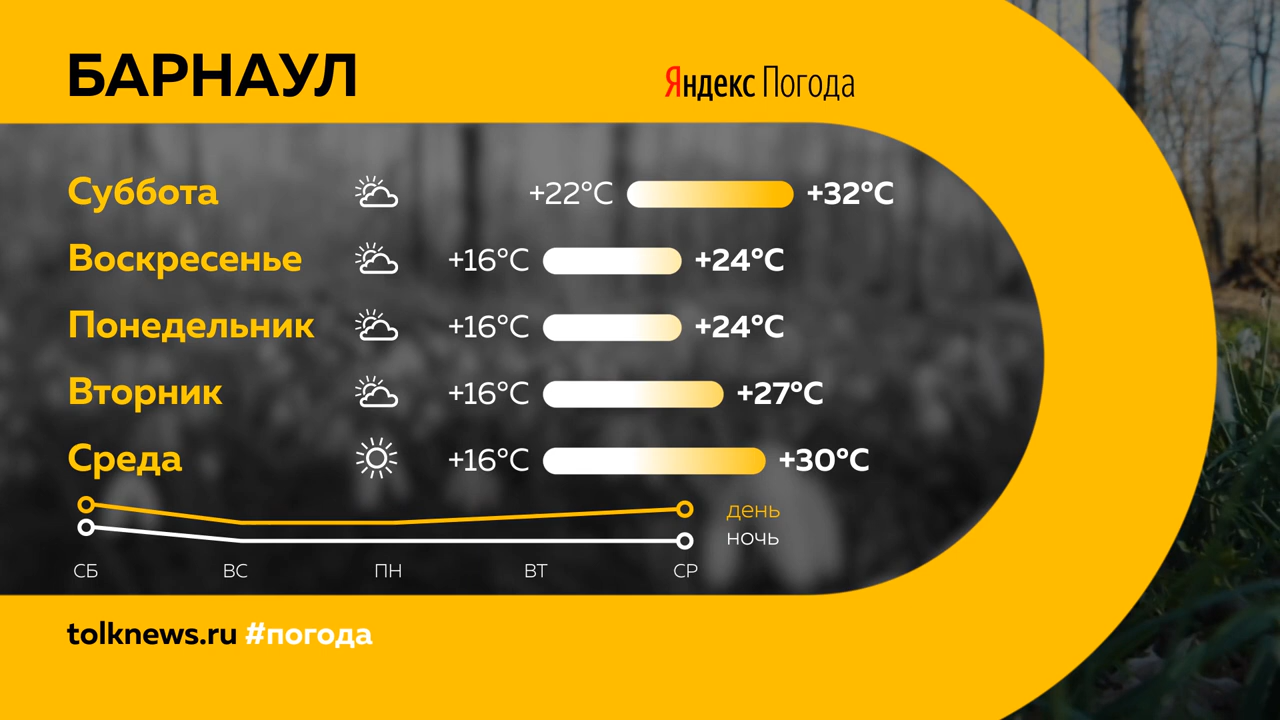 БАРНАУЛ
Яндекс Погода
Суббота +22°C +32°C
Воскресенье +16°C +24°C
Понедельник +16°C +24°C
Вторник +16°C +27°C
Среда +16°C +30°C
день
ночь
СБ ВС ПН ВТ СР
tolknews.ru #погода